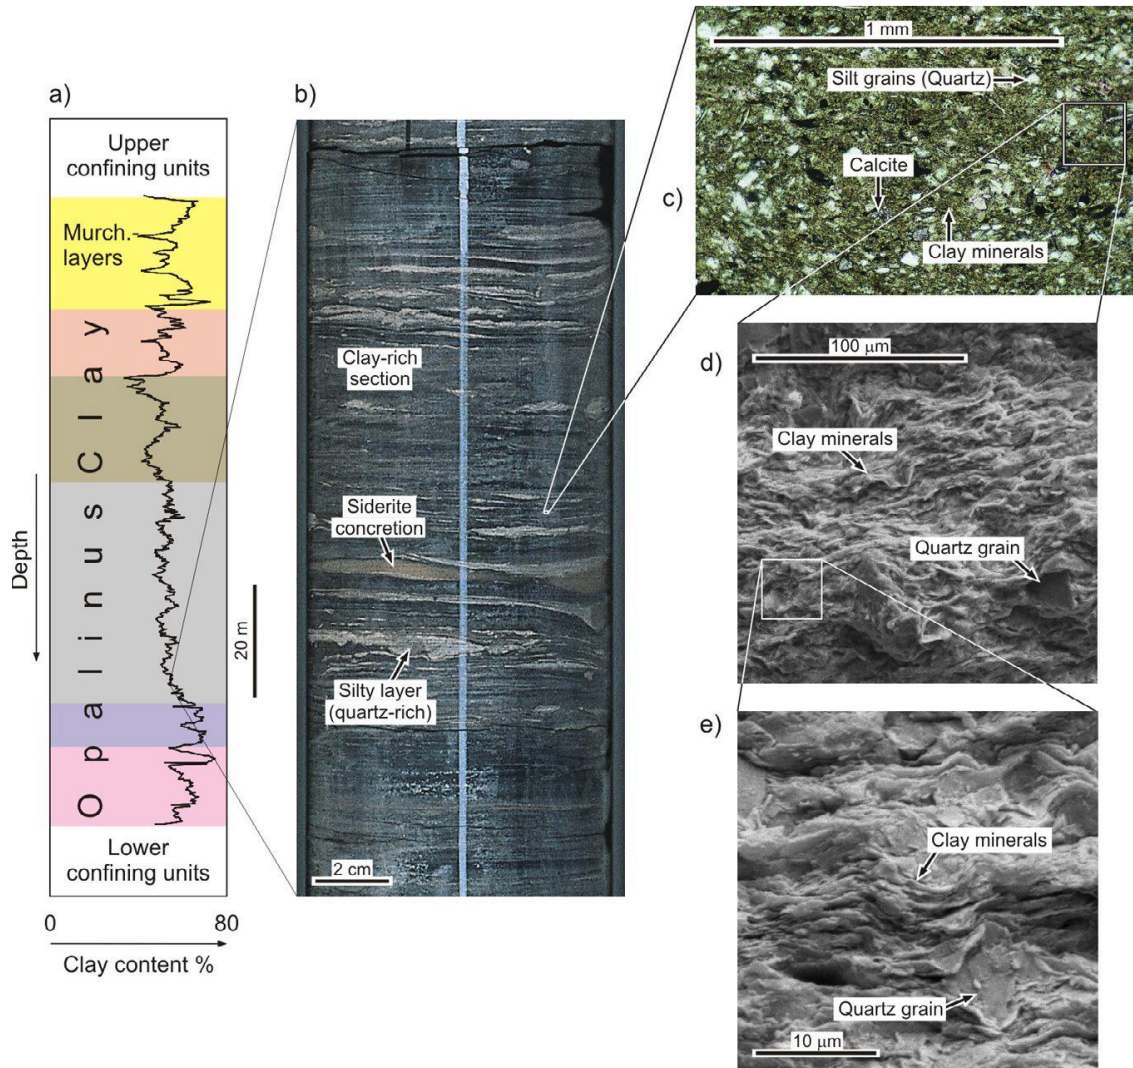 a)
Upper
confining units
Murch.
layers
Opalinus Clay
Lower
confining units
Depth
20 m
0
80
Clay content %
b)
Clay-rich
section
Siderite
concretion
Silty layer
(quartz-rich)
2 cm
c)
1 mm
Silt grains (Quartz)
Calcite
Clay minerals
d)
100 μm
Clay minerals
Quartz grain
e)
Clay minerals
Quartz grain
10 μm